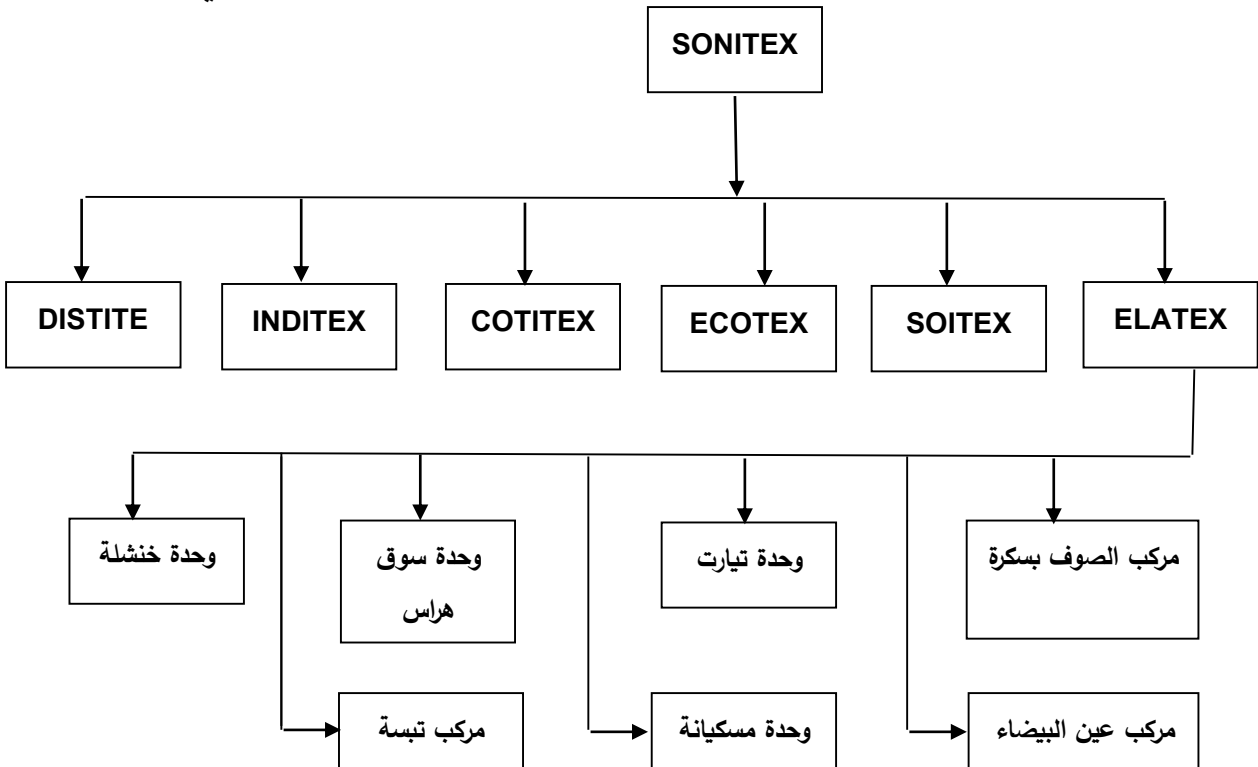 SONITEX
DISTITE
INDITEX
COTITEX
ECOTEX
SOITEX
ELATEX
وحدة خنشلة
وحدة سوق
هراس
وحدة تيارت
مركب الصوف بسكرة
مركب تبسة
وحدة مسكيانة
مركب عين البيضاء